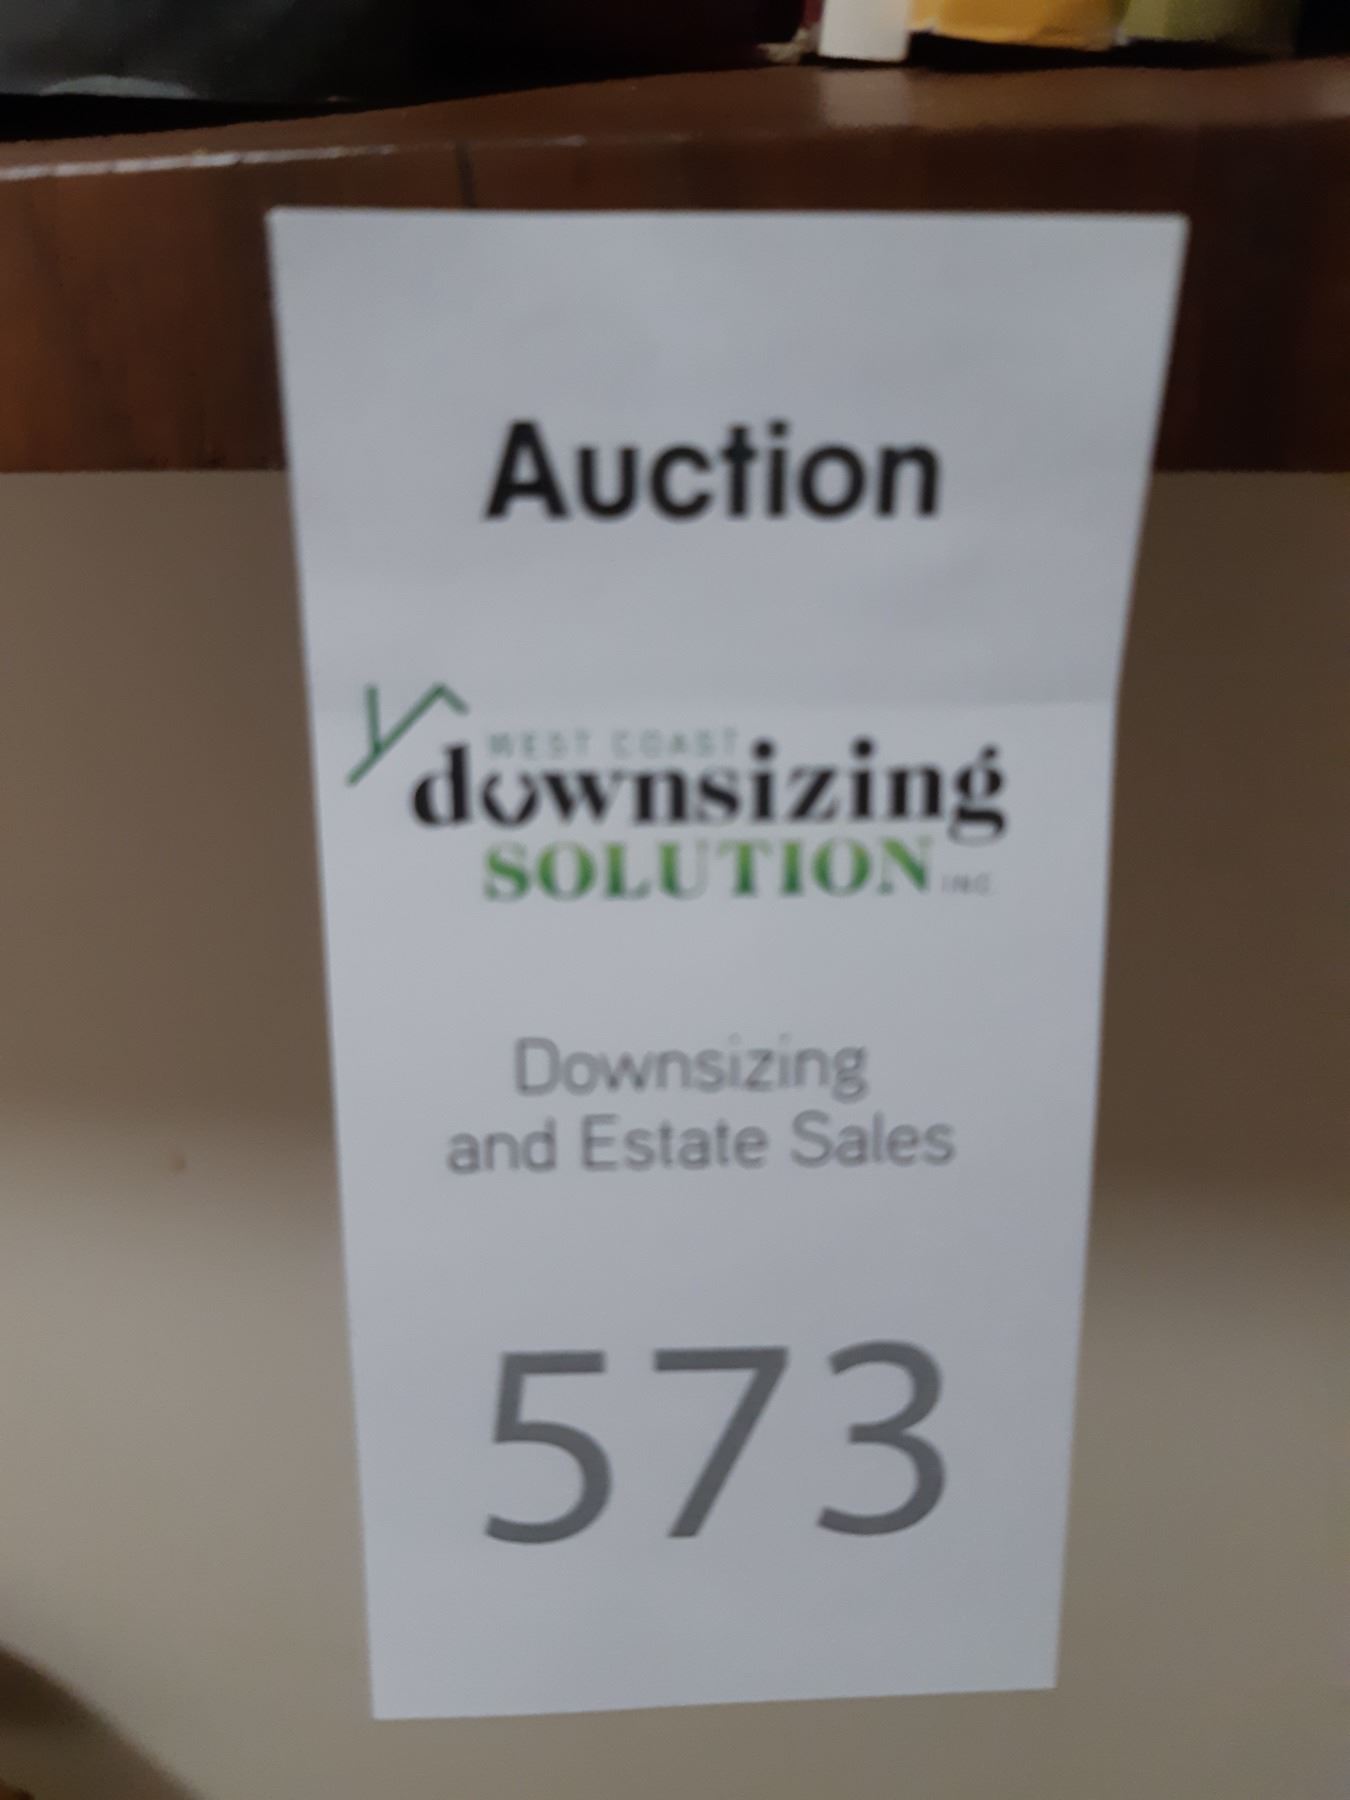 Auction
WEST COAST
downsizing
SOLUTION INC.
Downsizing
and Estate Sales
573